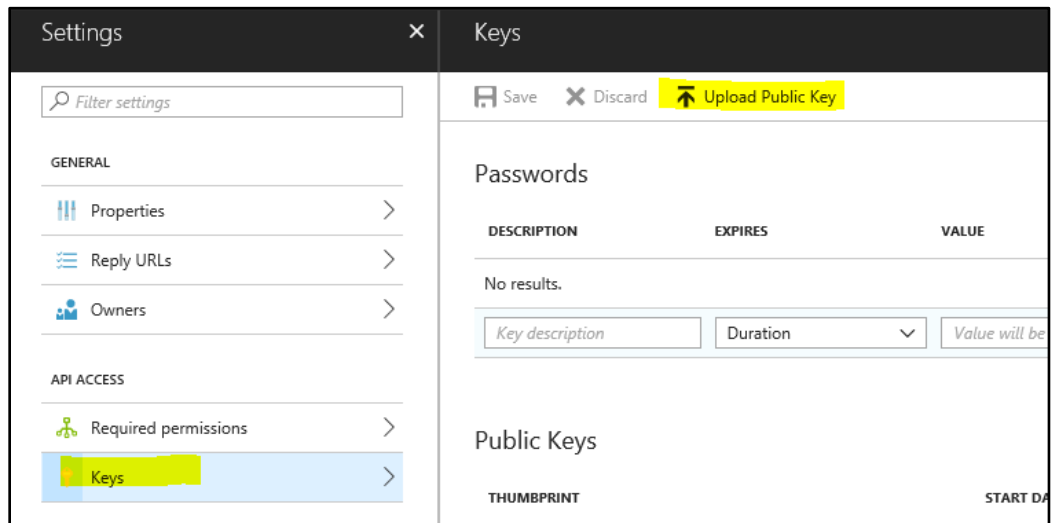 Settings
Filter settings
GENERAL
Properties
Reply URLs
Owners
API ACCESS
Required permissions
Keys
Keys
Save Discard Upload Public Key
Passwords
DESCRIPTION EXPIRES VALUE
No results.
Key description Duration Value will be
Public Keys
THUMBPRINT START DA